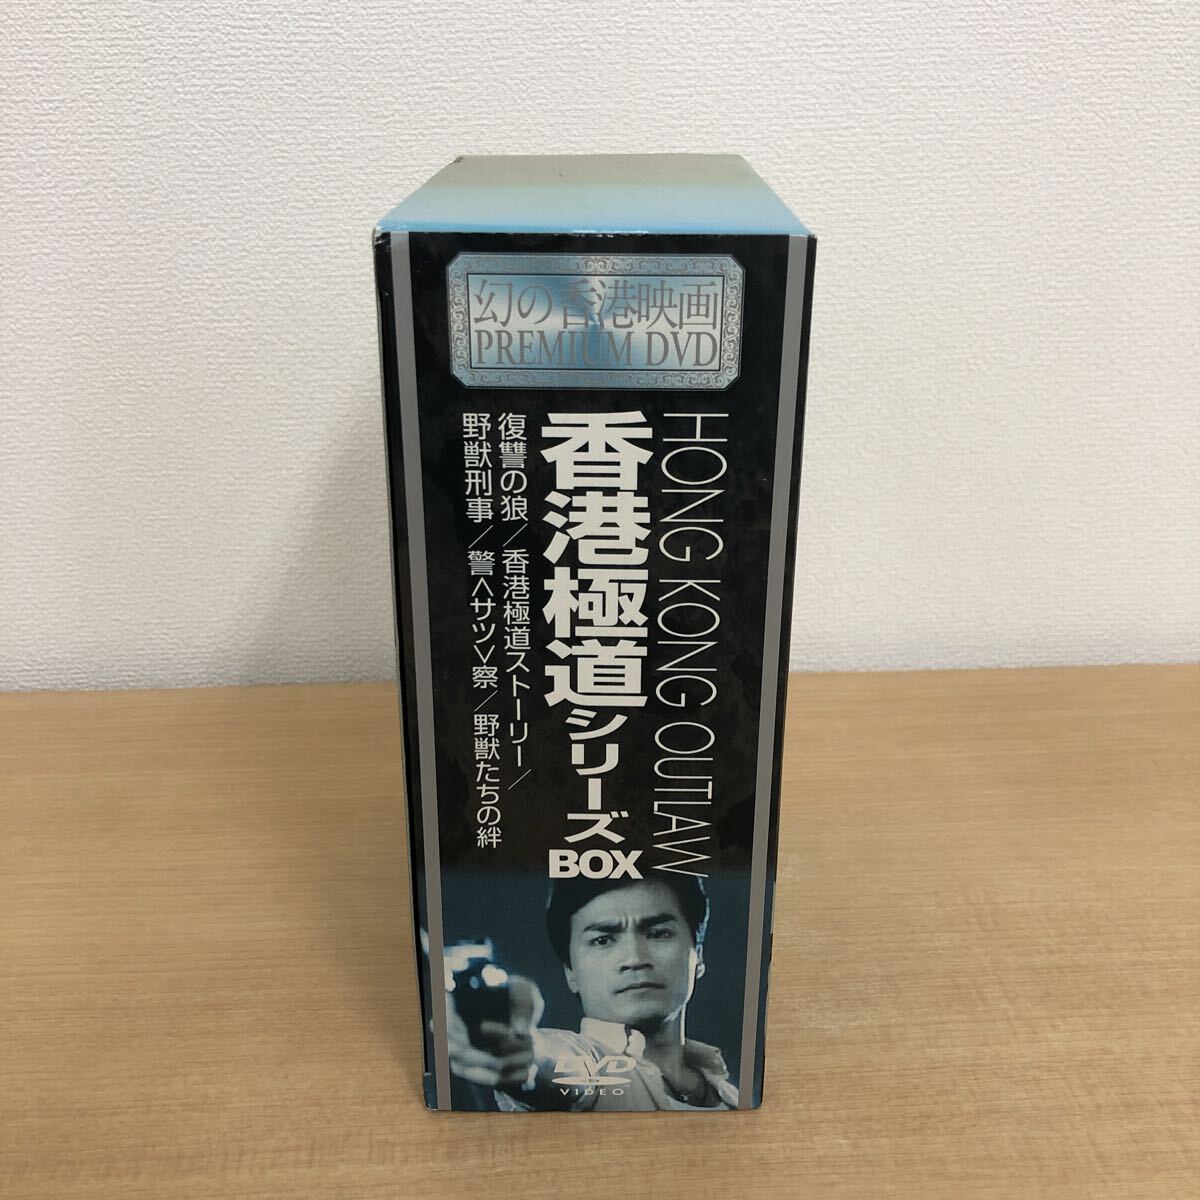 幻の香港映画
PREMIUM DVD
HONG KONG OUTLAW
香港極道シリーズBOX
復讐の狼／香港極道ストーリー／
野獣刑事／警<サツ>察／野獣たちの絆
DVD
VIDEO